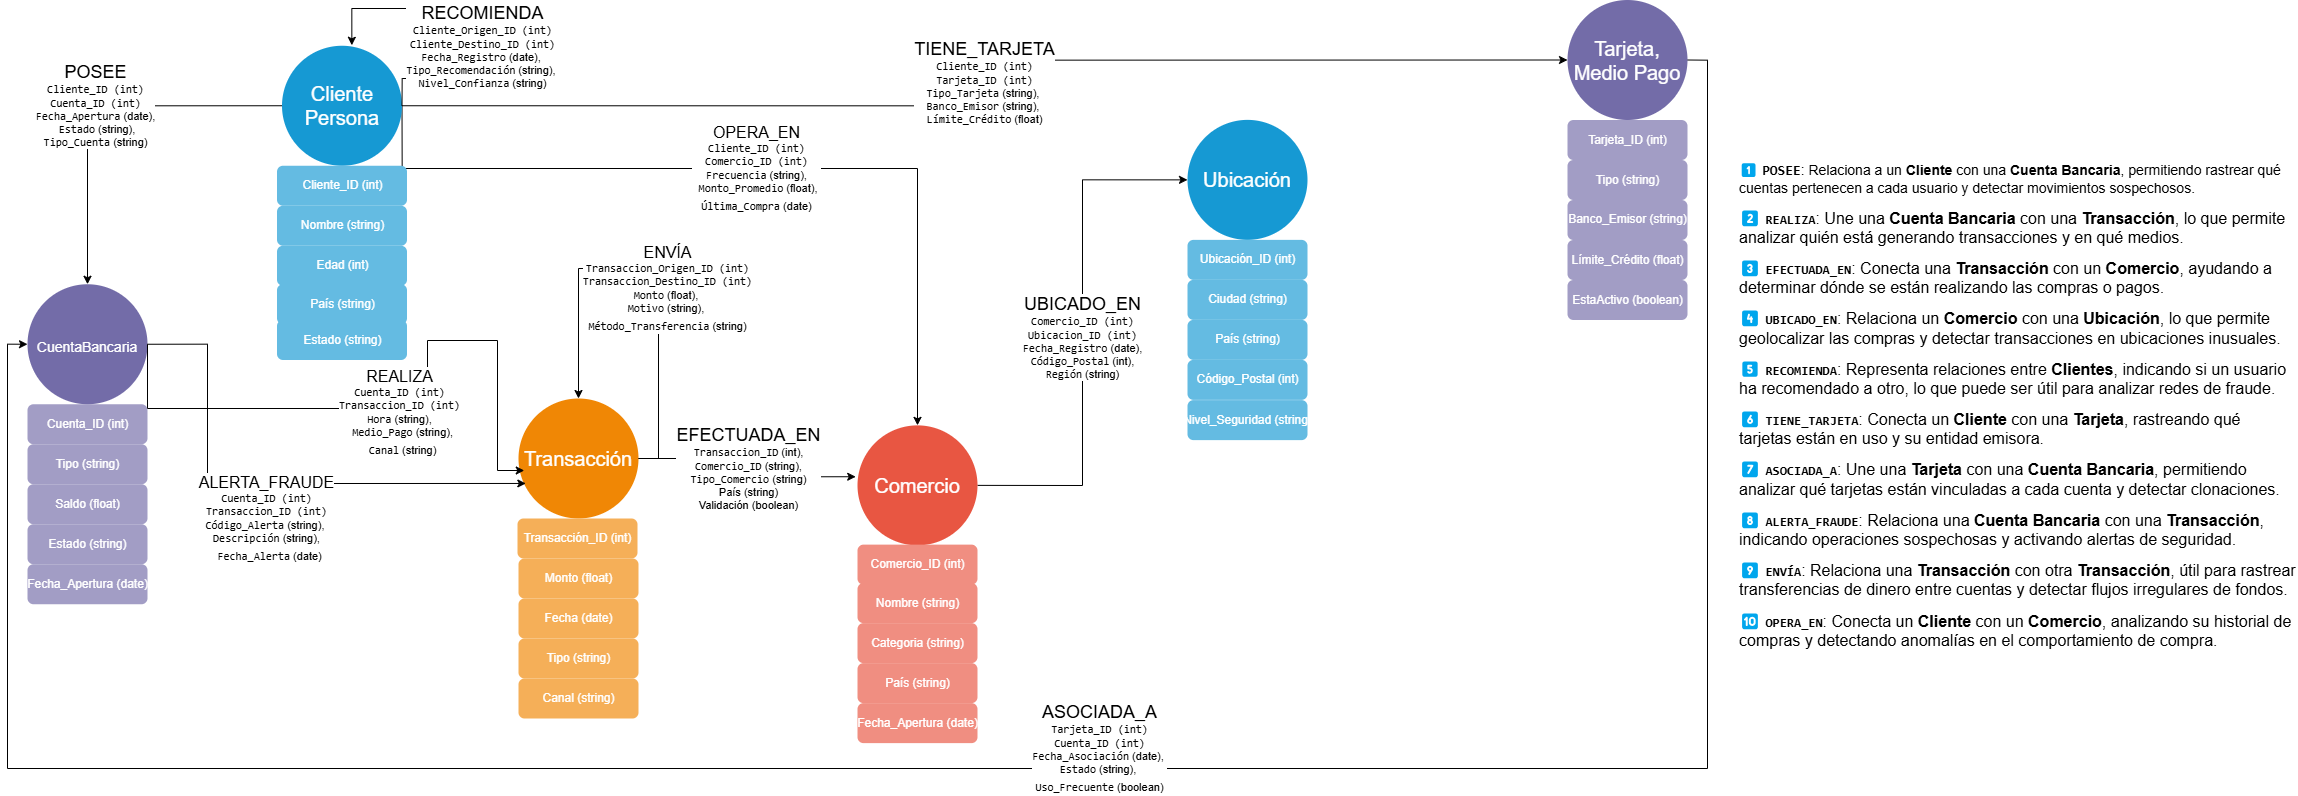 RECOMIENDA
Cliente_Origen_ID (int)
Cliente_Destino_ID (int)
Fecha_Registro (date),
Tipo_Recomendación (string),
Nivel_Confianza (string)
POSEE
Cliente_ID (int)
Cuenta_ID (int)
Fecha_Apertura (date),
Estado (string),
Tipo_Cuenta (string)
Cliente
Persona
Cliente_ID (int)
Nombre (string)
Edad (int)
País (string)
Estado (string)
TIENE_TARJETA
Cliente_ID (int)
Tarjeta_ID (int)
Tipo_Tarjeta (string),
Banco_Emisor (string),
Límite_Crédito (float)
Tarjeta,
Medio Pago
Tarjeta_ID (int)
Tipo (string)
Banco_Emisor (string)
Límite_Crédito (float)
EstaActivo (boolean)
OPERA_EN
Cliente_ID (int)
Comercio_ID (int)
Frecuencia (string),
Monto_Promedio (float),
Última_Compra (date)
Ubicación
Ubicación_ID (int)
Ciudad (string)
País (string)
Código_Postal (int)
Nivel_Seguridad (string)
ENVÍA
Transaccion_Origen_ID (int)
Transaccion_Destino_ID (int)
Monto (float),
Motivo (string),
Método_Transferencia (string)
UBICADO_EN
Comercio_ID (int)
Ubicacion_ID (int)
Fecha_Registro (date),
Código_Postal (int),
Región (string)
CuentaBancaria
Cuenta_ID (int)
Tipo (string)
Saldo (float)
Estado (string)
Fecha_Apertura (date)
REALIZA
Cuenta_ID (int)
Transaccion_ID (int)
Hora (string),
Medio_Pago (string),
Canal (string)
ALERTA_FRAUDE
Cuenta_ID (int)
Transaccion_ID (int)
Código_Alerta (string),
Descripción (string),
Fecha_Alerta (date)
Transacción
Transacción_ID (int)
Monto (float)
Fecha (date)
Tipo (string)
Canal (string)
EFECTUADA_EN
Transaccion_ID (int),
Comercio_ID (string),
Tipo_Comercio (string)
País (string)
Validación (boolean)
Comercio
Comercio_ID (int)
Nombre (string)
Categoria (string)
País (string)
Fecha_Apertura (date)
ASOCIADA_A
Tarjeta_ID (int)
Cuenta_ID (int)
Fecha_Asociación (date),
Estado (string),
Uso_Frecuente (boolean)
1 POSEE: Relaciona a un Cliente con una Cuenta Bancaria, permitiendo rastrear qué
cuentas pertenecen a cada usuario y detectar movimientos sospechosos.
2 REALIZA: Une una Cuenta Bancaria con una Transacción, lo que permite
analizar quién está generando transacciones y en qué medios.
3 EFECTUADA_EN: Conecta una Transacción con un Comercio, ayudando a
determinar dónde se están realizando las compras o pagos.
4 UBICADO_EN: Relaciona un Comercio con una Ubicación, lo que permite
geolocalizar las compras y detectar transacciones en ubicaciones inusuales.
5 RECOMIENDA: Representa relaciones entre Clientes, indicando si un usuario
ha recomendado a otro, lo que puede ser útil para analizar redes de fraude.
6 TIENE_TARJETA: Conecta un Cliente con una Tarjeta, rastreando qué
tarjetas están en uso y su entidad emisora.
7 ASOCIADA_A: Une una Tarjeta con una Cuenta Bancaria, permitiendo
analizar qué tarjetas están vinculadas a cada cuenta y detectar clonaciones.
8 ALERTA_FRAUDE: Relaciona una Cuenta Bancaria con una Transacción,
indicando operaciones sospechosas y activando alertas de seguridad.
9 ENVÍA: Relaciona una Transacción con otra Transacción, útil para rastrear
transferencias de dinero entre cuentas y detectar flujos irregulares de fondos.
10 OPERA_EN: Conecta un Cliente con un Comercio, analizando su historial de
compras y detectando anomalías en el comportamiento de compra.